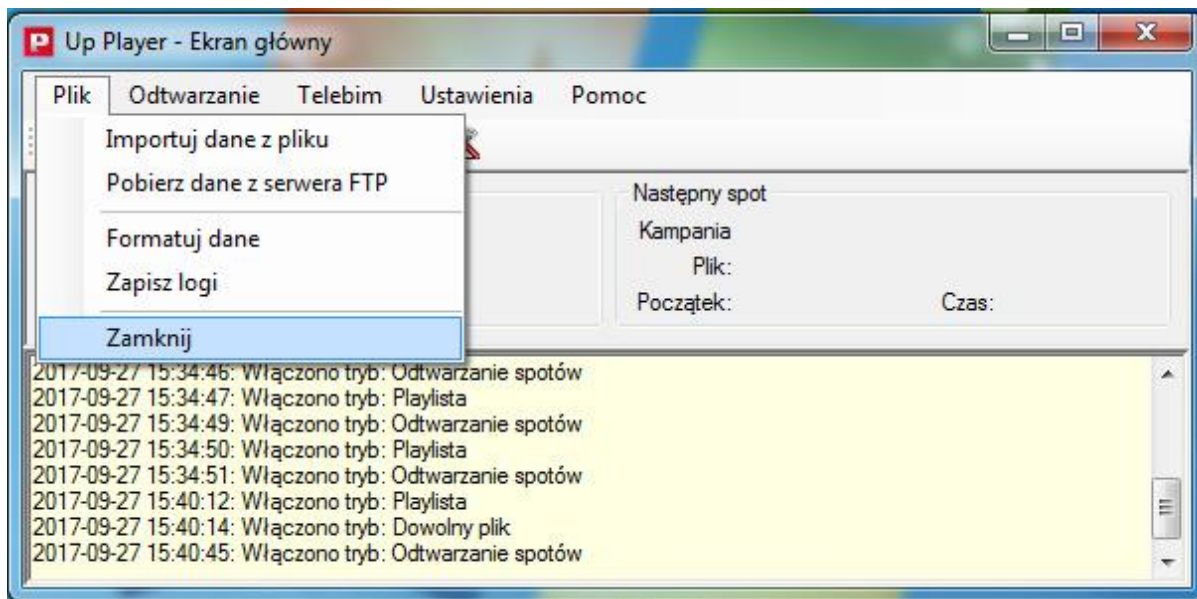 P Up Player - Ekran główny
Plik Odtwarzanie Telebim Ustawienia Pomoc
Importuj dane z pliku
Pobierz dane z serwera FTP
Formatuj dane
Zapisz logi
Zamknij
Następny spot
Kampania
Plik:
Początek: Czas:
2017-09-27 15:34:46: Włączono tryb: Odtwarzanie spotów
2017-09-27 15:34:47: Włączono tryb: Playlista
2017-09-27 15:34:49: Włączono tryb: Odtwarzanie spotów
2017-09-27 15:34:50: Włączono tryb: Playlista
2017-09-27 15:34:51: Włączono tryb: Odtwarzanie spotów
2017-09-27 15:40:12: Włączono tryb: Playlista
2017-09-27 15:40:14: Włączono tryb: Dowolny plik
2017-09-27 15:40:45: Włączono tryb: Odtwarzanie spotów